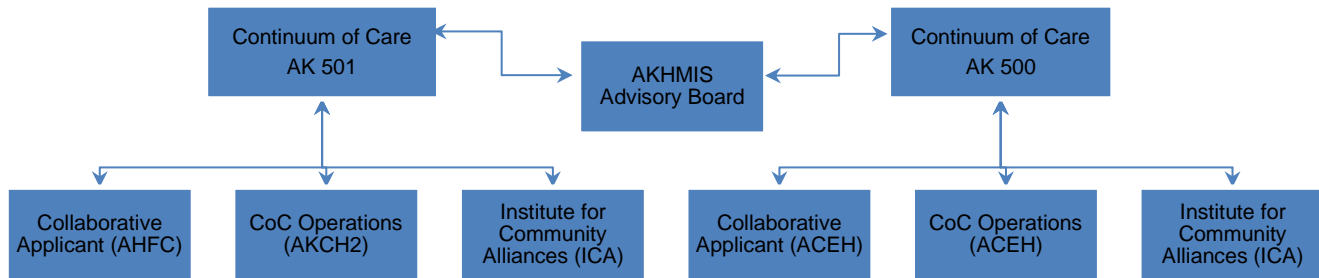 Continuum of Care
AK 501
AKHMIS
Advisory Board
Continuum of Care
AK 500
Collaborative
Applicant (AHFC)
CoC Operations
(AKCH2)
Institute for
Community
Alliances (ICA)
Collaborative
Applicant (ACEH)
CoC Operations
(ACEH)
Institute for
Community
Alliances (ICA)